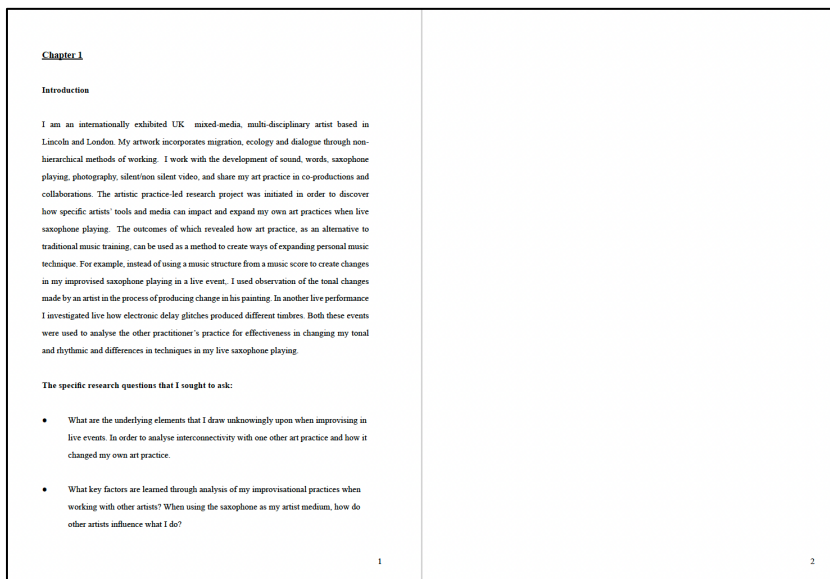 Chapter 1
Introduction
I am an internationally exhibited UK  mixed-media, multi-disciplinary artist based in
Lincoln and London. My artwork incorporates migration, ecology and dialogue through non-
hierarchical methods of working.  I work with the development of sound, words, saxophone
playing, photography, silent/non silent video, and share my art practice in co-productions and
collaborations. The artistic practice-led research project was initiated in order to discover
how specific artists' tools and media can impact and expand my own art practices when live
saxophone playing.  The outcomes of which revealed how art practice, as an alternative to
traditional music training, can be used as a method to create ways of expanding personal music
technique. For example, instead of using a music structure from a music score to create changes
in my improvised saxophone playing in a live event,. I used observation of the tonal changes
made by an artist in the process of producing change in his painting. In another live performance
I investigated live how electronic delay glitches produced different timbres. Both these events
were used to analyse the other practitioner's practice for effectiveness in changing my tonal
and rhythmic and differences in techniques in my live saxophone playing.
The specific research questions that I sought to ask:
● What are the underlying elements that I draw unknowingly upon when improvising in
live events. In order to analyse interconnectivity with one other art practice and how it
changed my own art practice.
● What key factors are learned through analysis of my improvisational practices when
working with other artists? When using the saxophone as my artist medium, how do
other artists influence what I do?
1
2